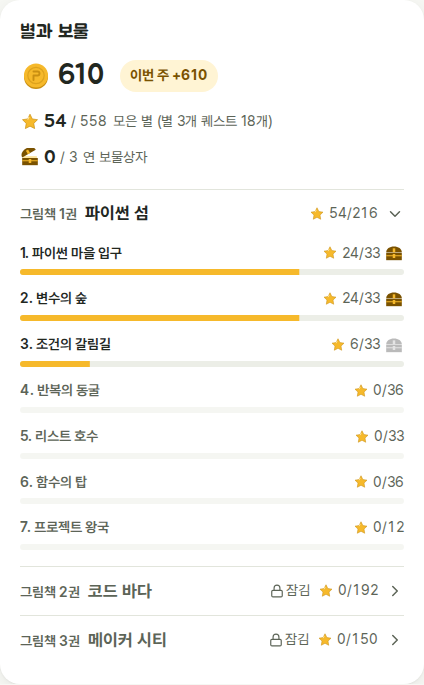 별과 보물
610 이번 주 +610
54 / 558 모은 별 (별 3개 퀘스트 18개)
0 / 3 연 보물상자
그림책 1권 파이썬 섬 54/216
1. 파이썬 마을 입구 24/33
2. 변수의 숲 24/33
3. 조건의 갈림길 6/33
4. 반복의 동굴 0/36
5. 리스트 호수 0/33
6. 함수의 탑 0/36
7. 프로젝트 왕국 0/12
그림책 2권 코드 바다 잠김 0/192
그림책 3권 메이커 시티 잠김 0/150